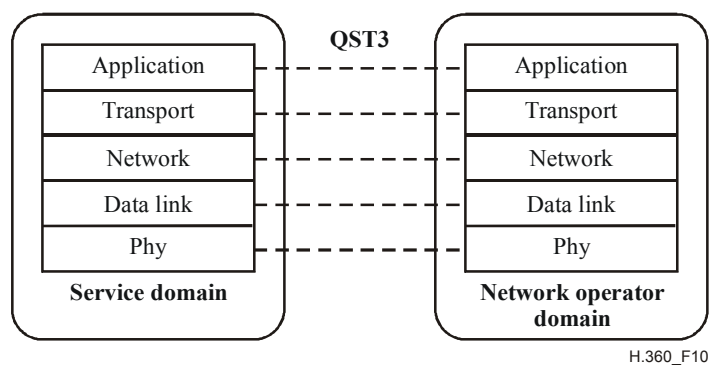 QST3
Application
Transport
Network
Data link
Phy
Service domain
Application
Transport
Network
Data link
Phy
Network operator
domain
H.360_F10